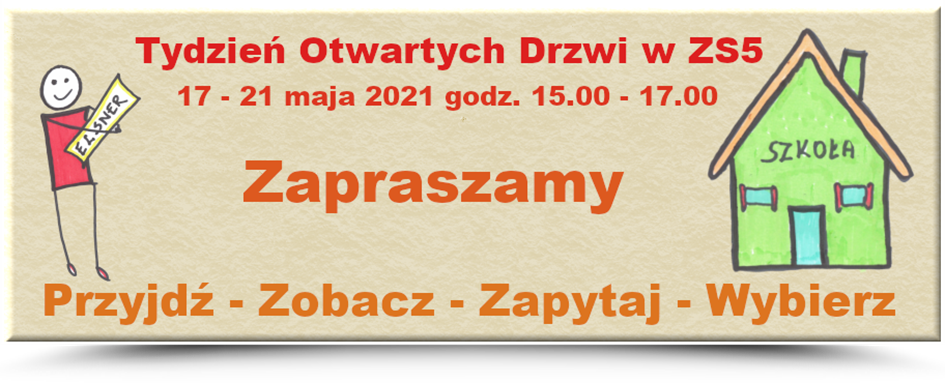 Tydzień Otwartych Drzwi w ZS5
17 - 21 maja 2021 godz. 15.00 - 17.00
ELSNER
SZKOŁA
Zapraszamy
Przyjdź - Zobacz - Zapytaj - Wybierz